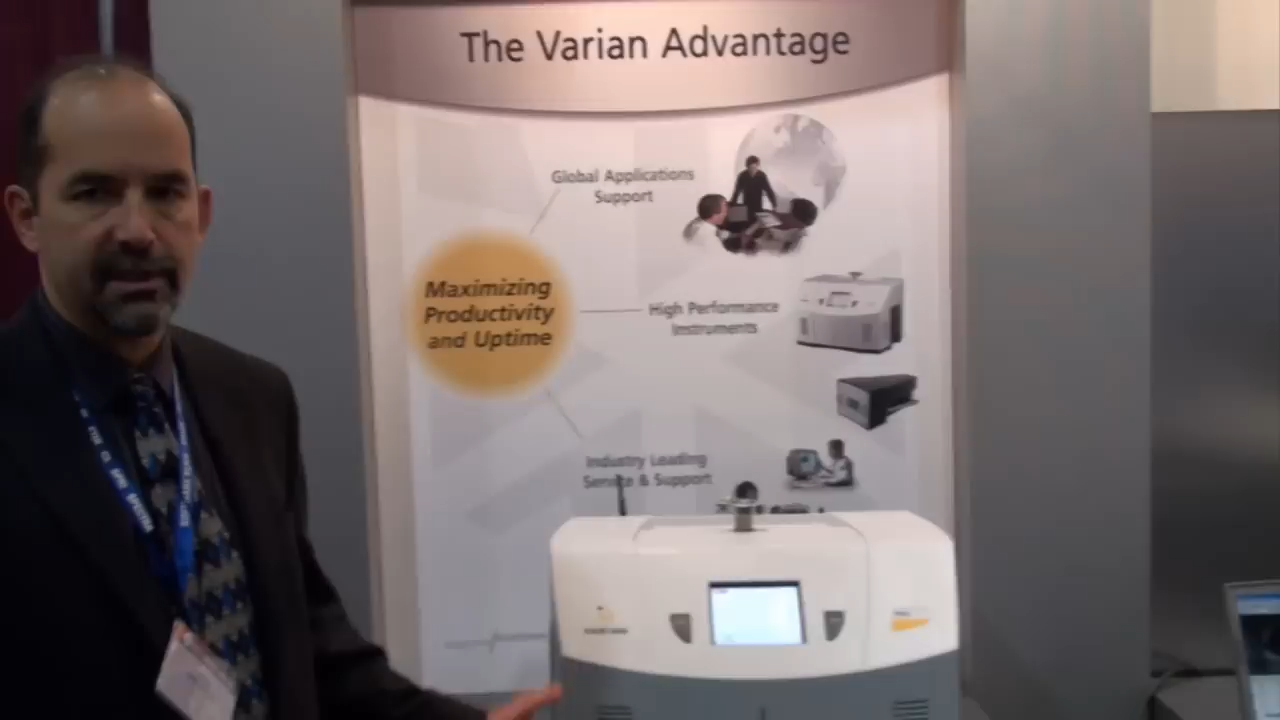 The Varian Advantage
Global Applications
Support
Maximizing
Productivity
and Uptime
High Performance
Instruments
Industry Leading
Service & Support